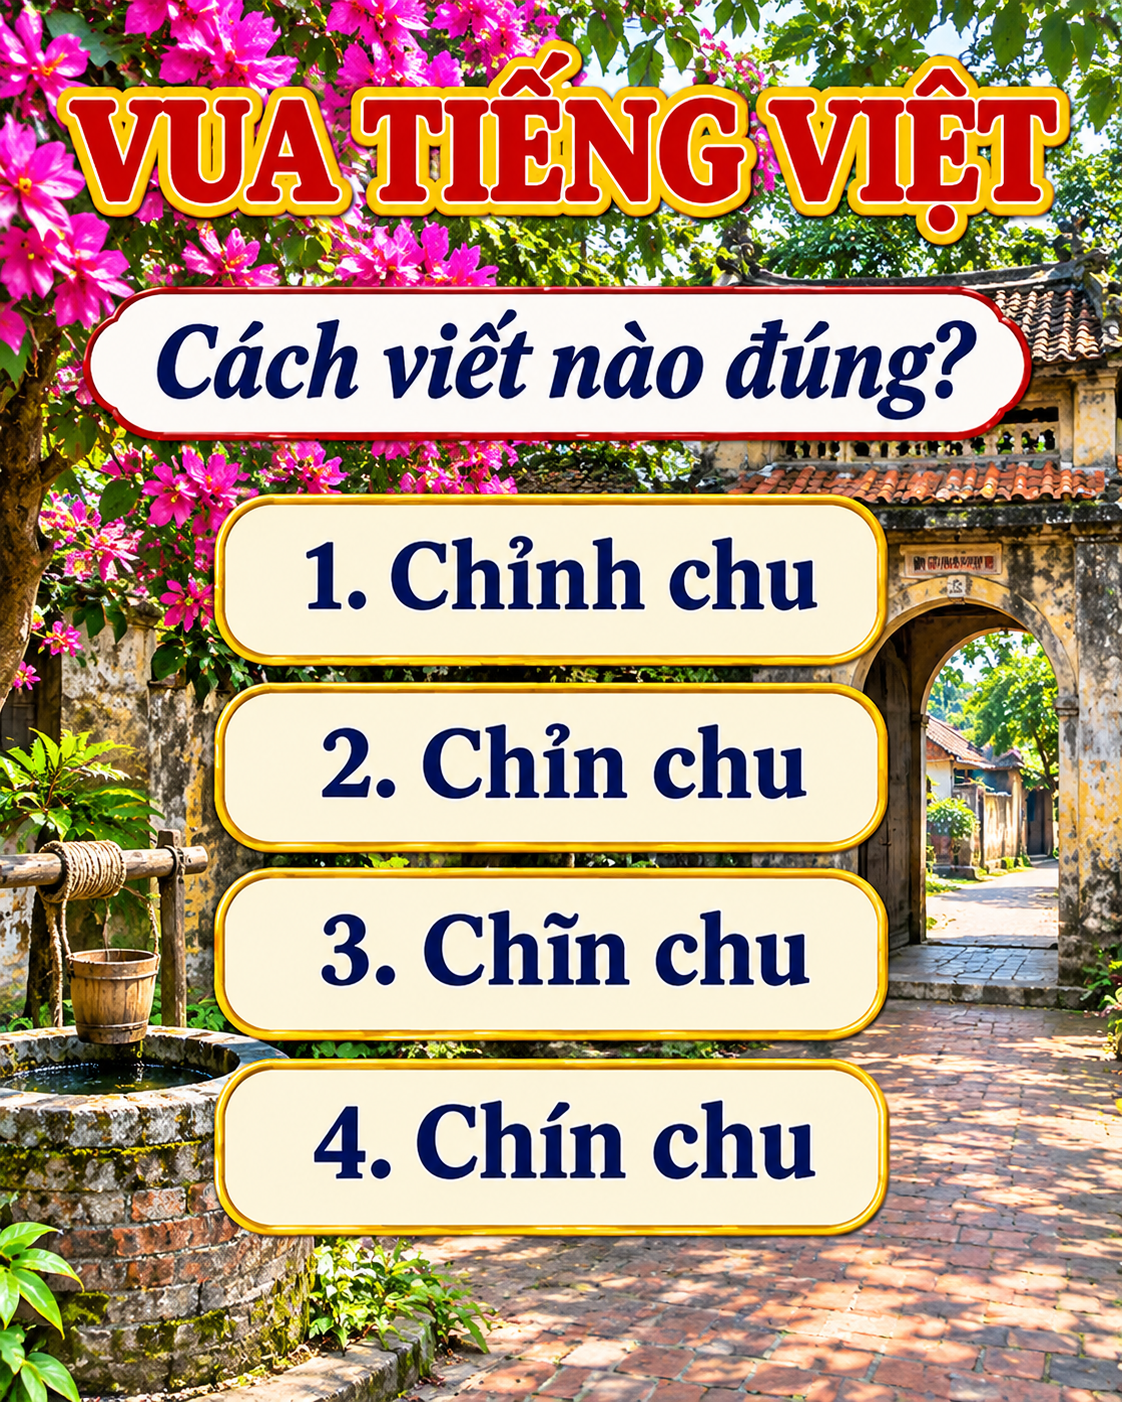 VUA TIẾNG VIỆT
Cách viết nào đúng?
1. Chỉnh chu
2. Chỉn chu
3. Chĩn chu
4. Chín chu